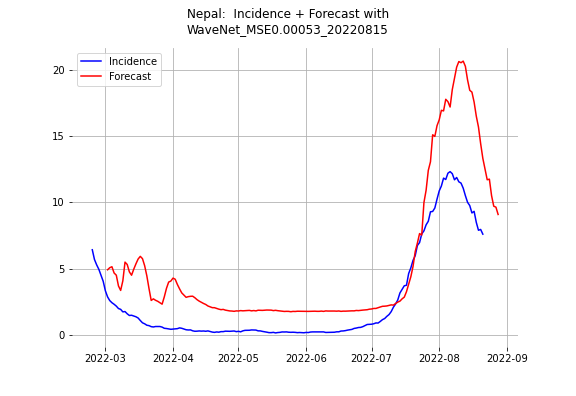 Nepal:  Incidence + Forecast with
WaveNet_MSE0.00053_20220815
Incidence
Forecast
20
15
10
5
0
2022-03 2022-04 2022-05 2022-06 2022-07 2022-08 2022-09